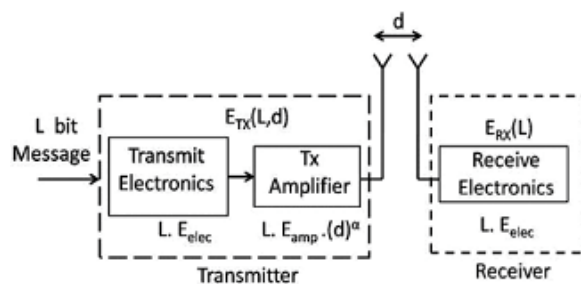 d
L bit
Message
E_TX(L,d)
Transmit
Electronics
Tx
Amplifier
L. E_elec
L. E_amp .(d)^α
Transmitter
E_RX(L)
Receive
Electronics
L. E_elec
Receiver